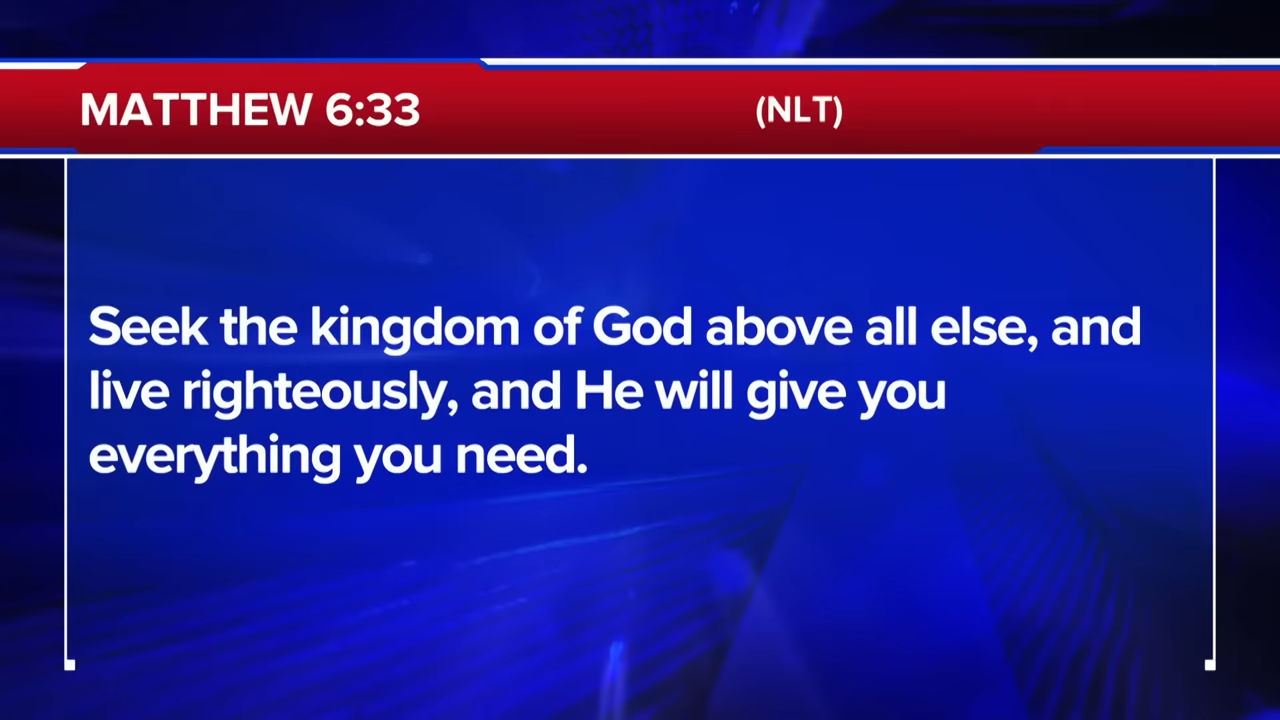 MATTHEW 6:33 (NLT)
Seek the kingdom of God above all else, and
live righteously, and He will give you
everything you need.